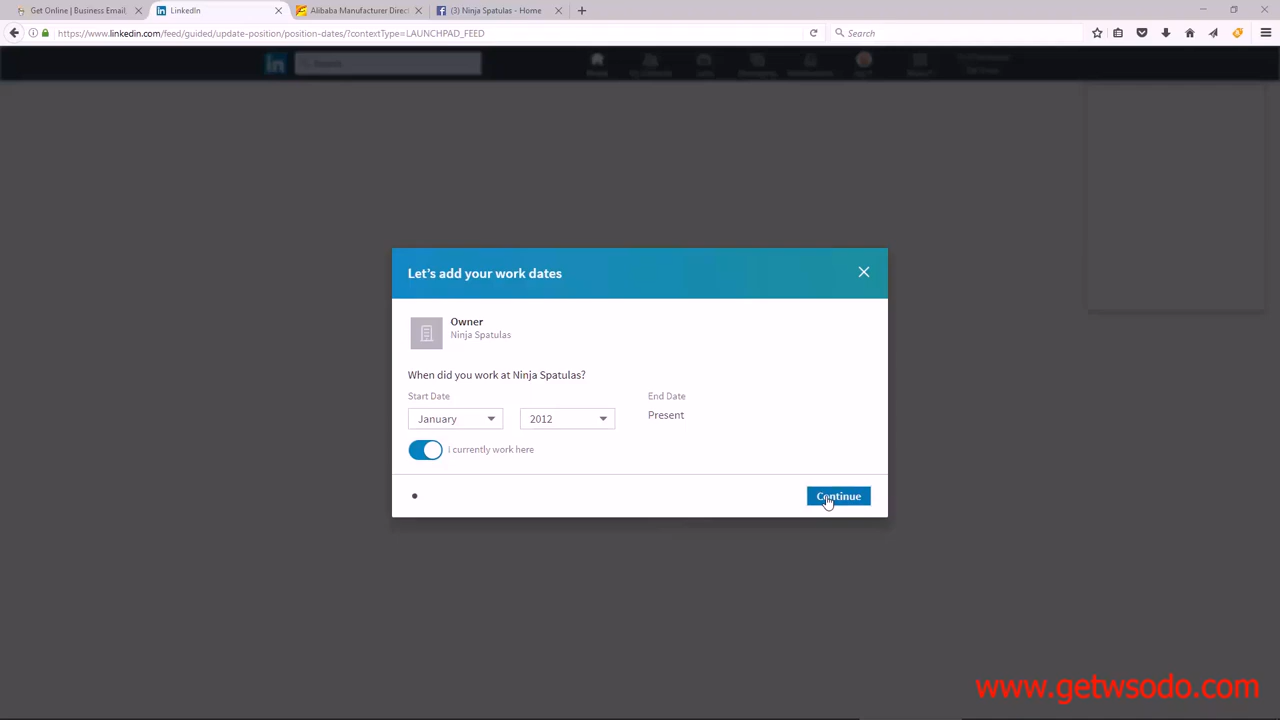 Get Online | Business Email,
LinkedIn
Alibaba Manufacturer Direc
(3) Ninja Spatulas - Home
https://www.linkedin.com/feed/guided/update-position/position-dates/?contextType=LAUNCHPAD_FEED
Search
in
Let's add your work dates
Owner
Ninja Spatulas
When did you work at Ninja Spatulas?
Start Date
End Date
January
2012
Present
I currently work here
Continue
www.getwsodo.com